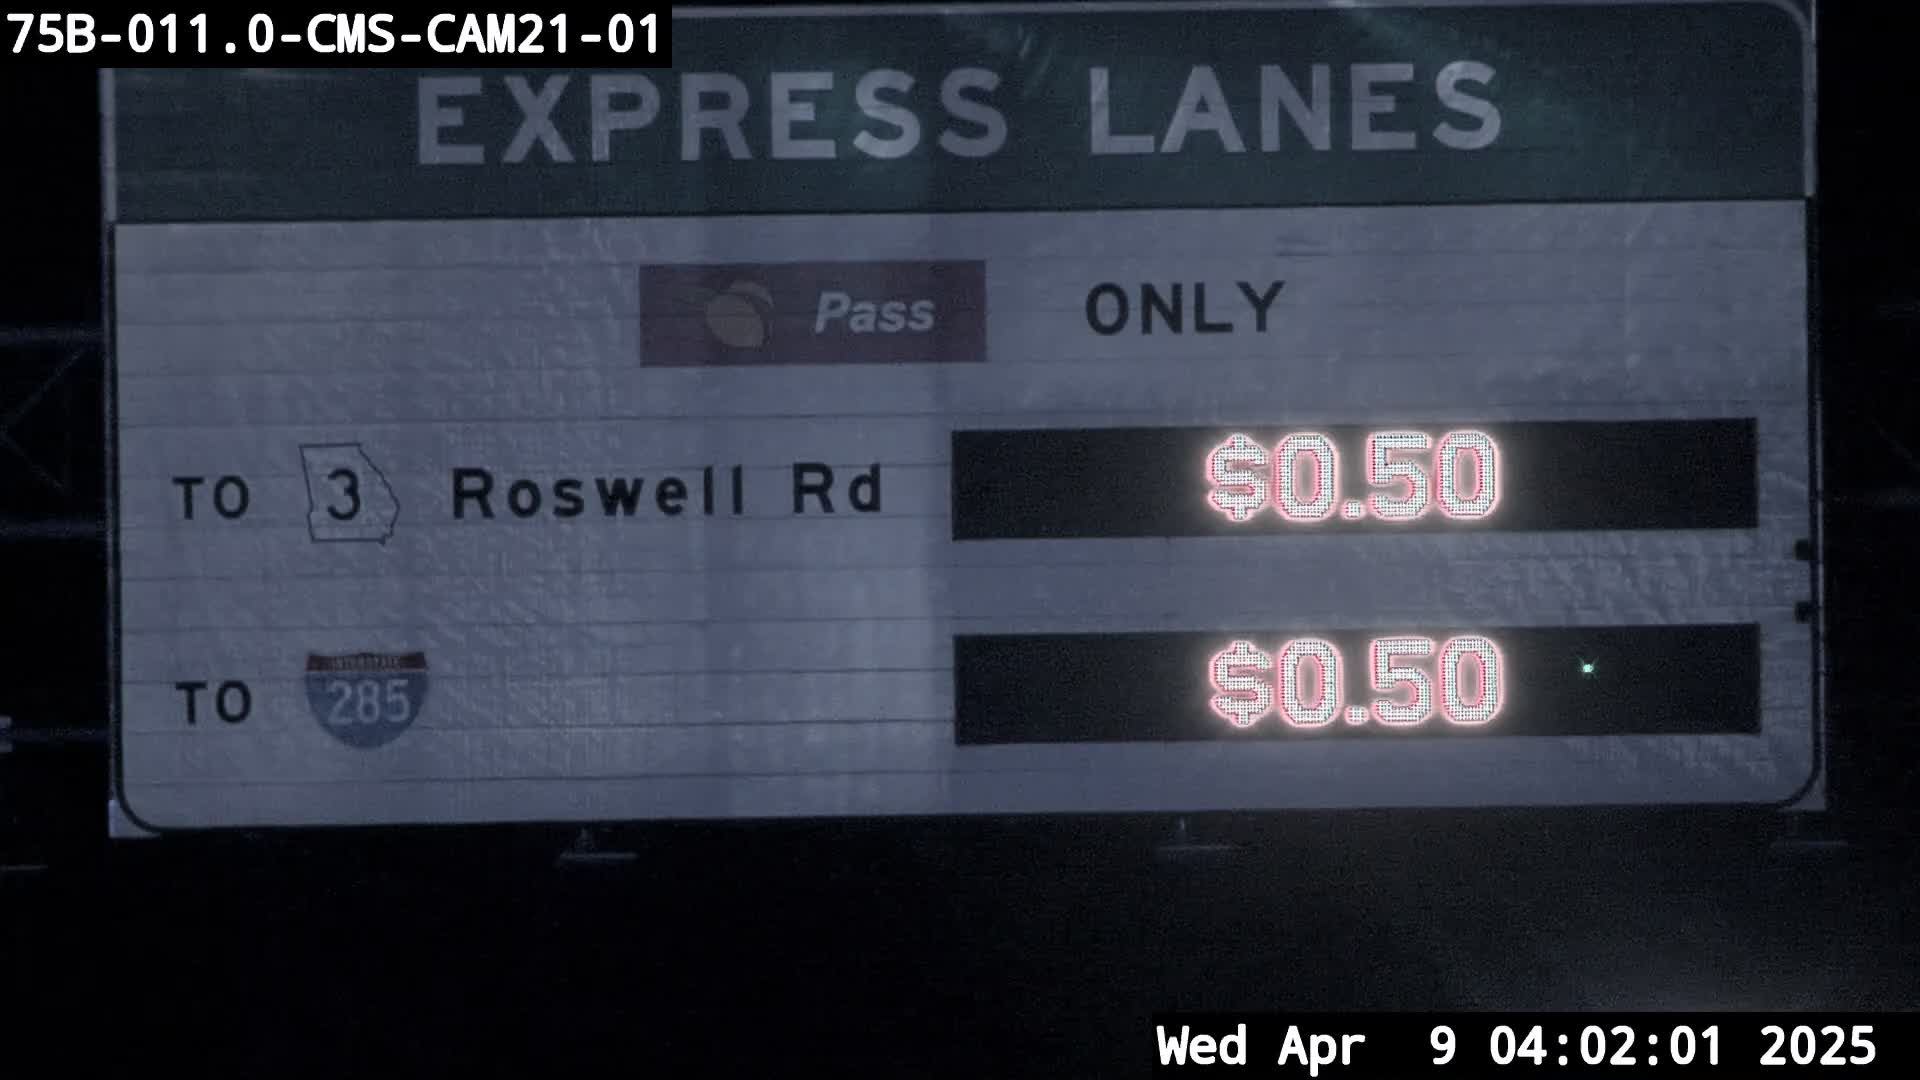 75B-011.0-CMS-CAM21-01
EXPRESS LANES
Pass ONLY
TO 3 Roswell Rd $0.50
INTERSTATE
TO 285 $0.50
Wed Apr 9 04:02:01 2025